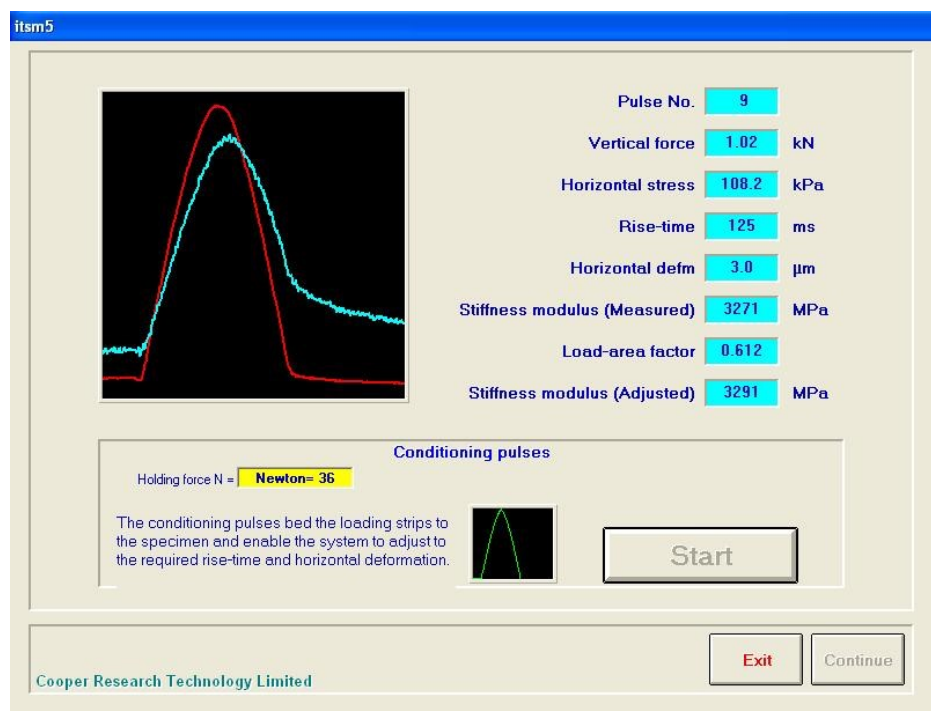 itsm5
Pulse No. 9
Vertical force 1.02 kN
Horizontal stress 108.2 kPa
Rise-time 125 ms
Horizontal defm 3.0 µm
Stiffness modulus (Measured) 3271 MPa
Load-area factor 0.612
Stiffness modulus (Adjusted) 3291 MPa
Conditioning pulses
Holding force N = Newton= 36
The conditioning pulses bed the loading strips to
the specimen and enable the system to adjust to
the required rise-time and horizontal deformation.
Start
Exit Continue
Cooper Research Technology Limited